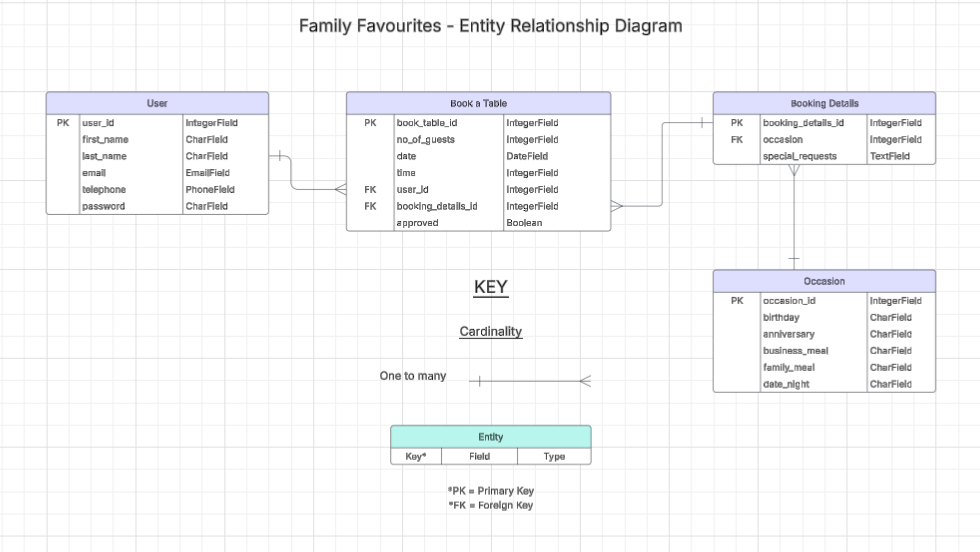 Family Favourites - Entity Relationship Diagram
User
PK user_id IntegerField
first_name CharField
last_name CharField
email EmailField
telephone PhoneField
password CharField
Book a Table
PK book_table_id IntegerField
no_of_guests IntegerField
date DateField
time IntegerField
FK user_id IntegerField
FK booking_details_id IntegerField
approved Boolean
Booking Details
PK booking_details_id IntegerField
FK occasion IntegerField
special_requests TextField
Occasion
PK occasion_id IntegerField
birthday CharField
anniversary CharField
business_meal CharField
family_meal CharField
date_night CharField
KEY
Cardinality
One to many
Entity
Key* Field Type
*PK = Primary Key
*FK = Foreign Key